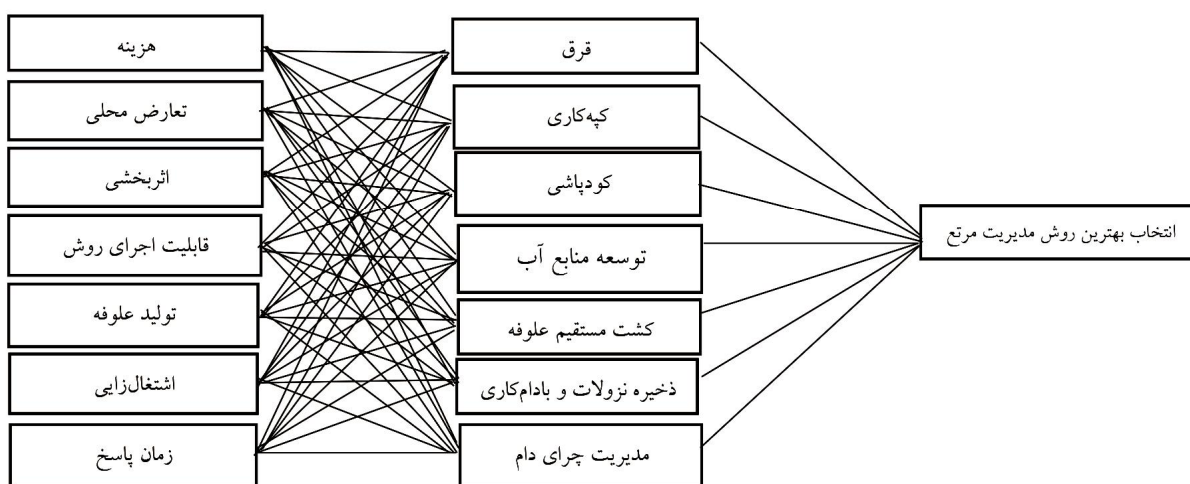 انتخاب بهترین روش مدیریت مرتع
قرق
کپه‌کاری
کودپاشی
توسعه منابع آب
کشت مستقیم علوفه
ذخیره نزولات و بادام‌کاری
مدیریت چرای دام
هزینه
تعارض محلی
اثربخشی
قابلیت اجرای روش
تولید علوفه
اشتغال‌زایی
زمان پاسخ